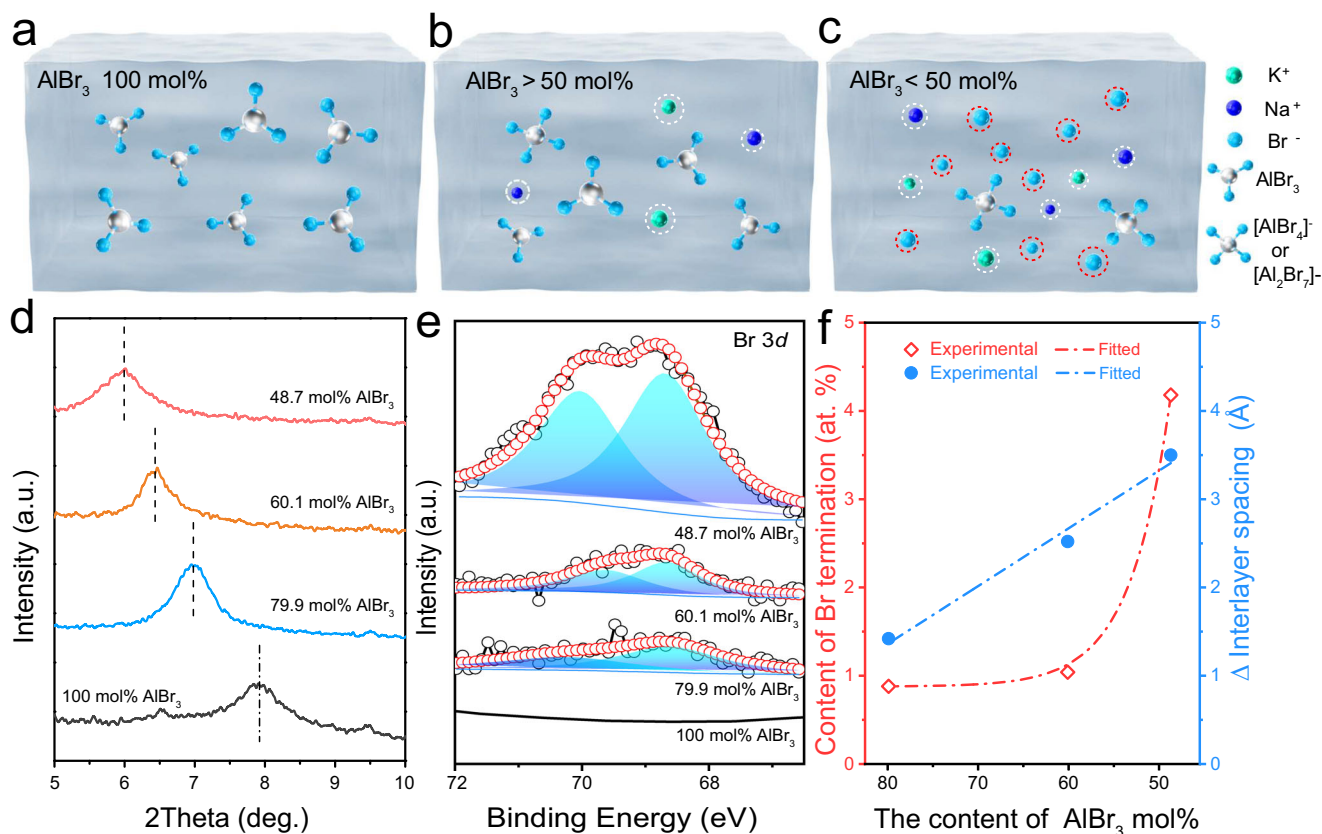 a
AlBr₃ 100 mol%
b
AlBr₃ > 50 mol%
c
AlBr₃ < 50 mol%
K⁺
Na⁺
Br⁻
AlBr₃
[AlBr₄]⁻
or
[Al₂Br₇]-
d
48.7 mol% AlBr₃
60.1 mol% AlBr₃
79.9 mol% AlBr₃
100 mol% AlBr₃
Intensity (a.u.)
5 6 7 8 9 10
2Theta (deg.)
e
Br 3d
48.7 mol% AlBr₃
60.1 mol% AlBr₃
79.9 mol% AlBr₃
100 mol% AlBr₃
Intensity (a.u.)
72 70 68
Binding Energy (eV)
f
Experimental Fitted
Experimental Fitted
Content of Br termination (at. %)
5
4
3
2
1
0
Δ Interlayer spacing (Å)
5
4
3
2
1
0
80 70 60 50
The content of AlBr₃ mol%